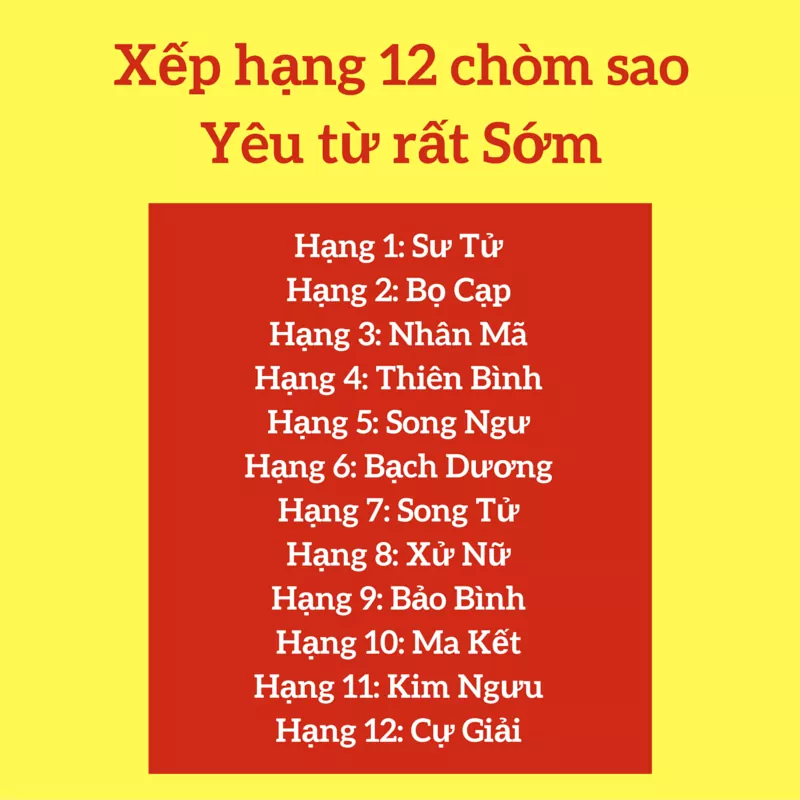 Xếp hạng 12 chòm sao
Yêu từ rất Sớm
Hạng 1: Sư Tử
Hạng 2: Bọ Cạp
Hạng 3: Nhân Mã
Hạng 4: Thiên Bình
Hạng 5: Song Ngư
Hạng 6: Bạch Dương
Hạng 7: Song Tử
Hạng 8: Xử Nữ
Hạng 9: Bảo Bình
Hạng 10: Ma Kết
Hạng 11: Kim Ngưu
Hạng 12: Cự Giải